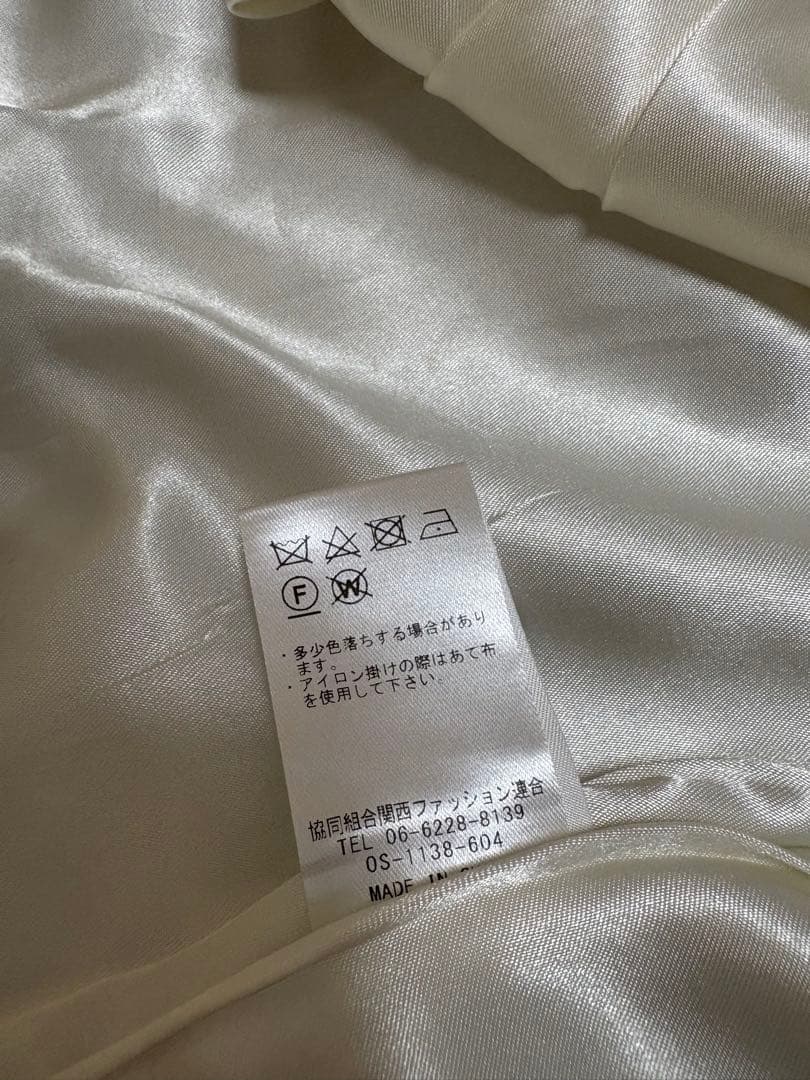 F W
・多少色落ちする場合があり
ます。
・アイロン掛けの際はあて布
を使用して下さい。
協同組合関西ファッション連合
TEL 06-6228-8139
OS-1138-604
MADE IN